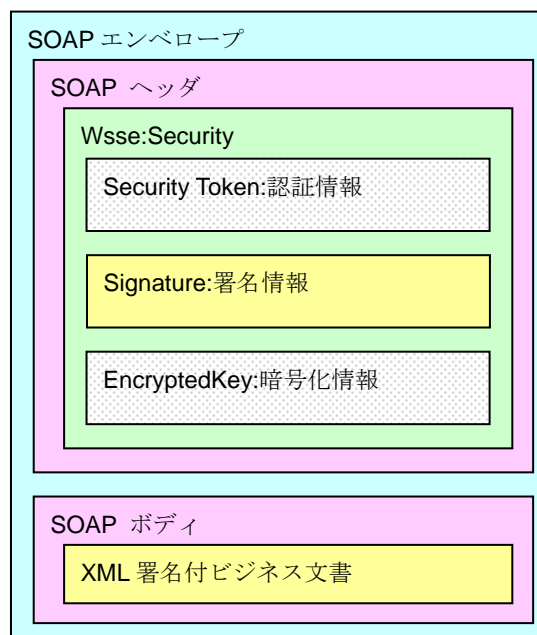 SOAP エンベロープ
SOAP ヘッダ
Wsse:Security
Security Token:認証情報
Signature:署名情報
EncryptedKey:暗号化情報
SOAP ボディ
XML 署名付ビジネス文書